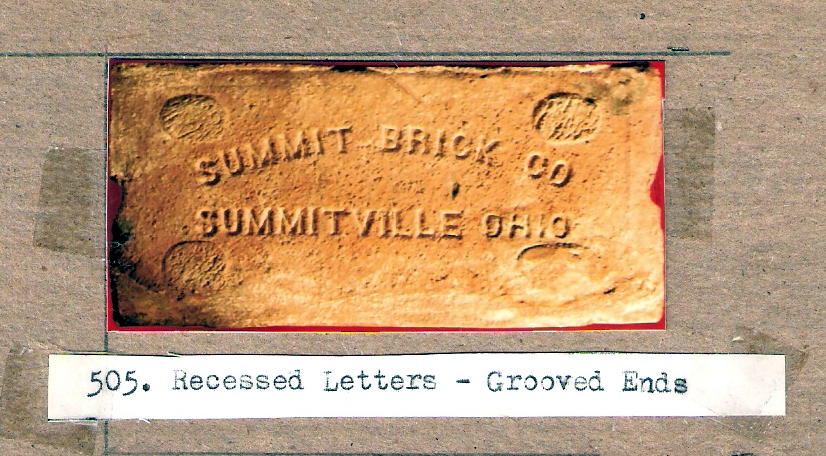 SUMMIT BRICK CO
SUMMITVILLE OHIO
505. Recessed Letters - Grooved Ends